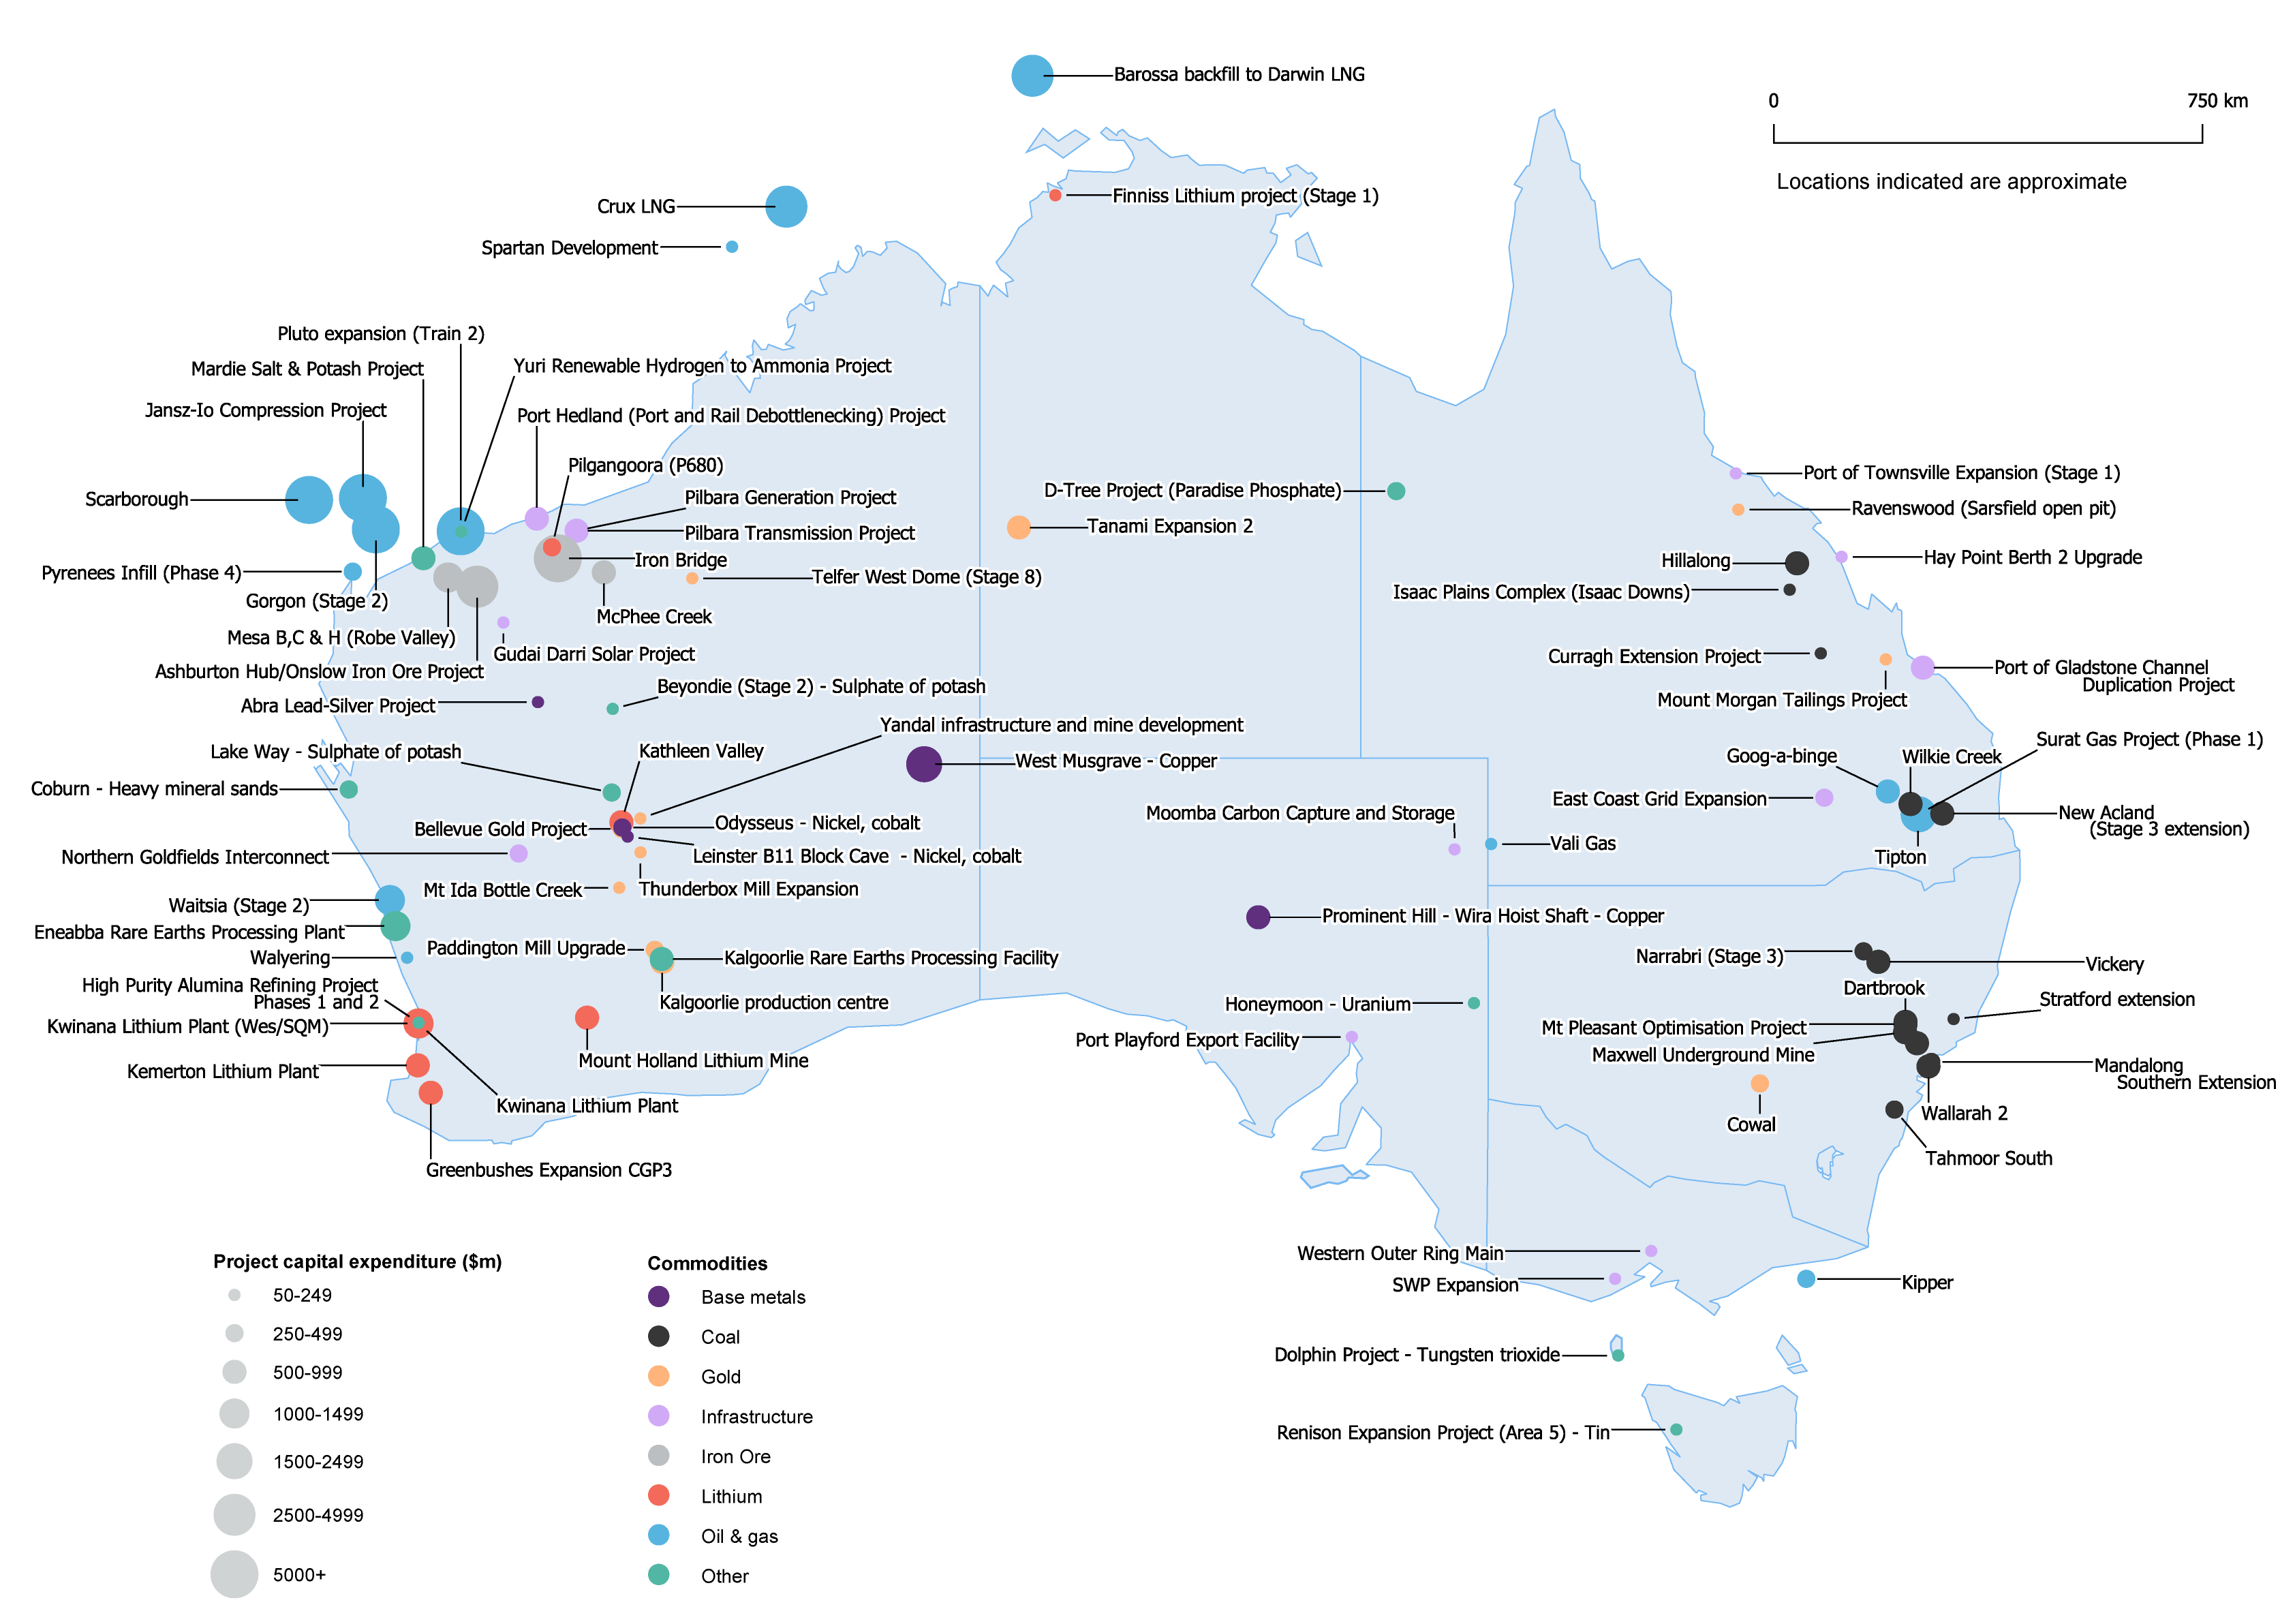 Barossa backfill to Darwin LNG
0
750 km
Locations indicated are approximate
Finniss Lithium project (Stage 1)
Crux LNG
Spartan Development
Pluto expansion (Train 2)
Mardie Salt & Potash Project
Yuri Renewable Hydrogen to Ammonia Project
Jansz-Io Compression Project
Port Hedland (Port and Rail Debottlenecking) Project
Pilgangoora (P680)
Scarborough
Pilbara Generation Project
Pilbara Transmission Project
Iron Bridge
Pyrenees Infill (Phase 4)
Telfer West Dome (Stage 8)
Gorgon (Stage 2)
McPhee Creek
Mesa B,C & H (Robe Valley)
Gudai Darri Solar Project
Ashburton Hub/Onslow Iron Ore Project
D-Tree Project (Paradise Phosphate)
Tanami Expansion 2
Port of Townsville Expansion (Stage 1)
Ravenswood (Sarsfield open pit)
Hillalong
Hay Point Berth 2 Upgrade
Isaac Plains Complex (Isaac Downs)
Curragh Extension Project
Port of Gladstone Channel
Duplication Project
Mount Morgan Tailings Project
Abra Lead-Silver Project
Beyondie (Stage 2) - Sulphate of potash
Yandal infrastructure and mine development
Lake Way - Sulphate of potash
Kathleen Valley
West Musgrave - Copper
Coburn - Heavy mineral sands
Bellevue Gold Project
Odysseus - Nickel, cobalt
Northern Goldfields Interconnect
Leinster B11 Block Cave  - Nickel, cobalt
Mt Ida Bottle Creek
Thunderbox Mill Expansion
Goog-a-binge
Wilkie Creek
Surat Gas Project (Phase 1)
East Coast Grid Expansion
Moomba Carbon Capture and Storage
New Acland
(Stage 3 extension)
Vali Gas
Tipton
Waitsia (Stage 2)
Eneabba Rare Earths Processing Plant
Walyering
Paddington Mill Upgrade
Kalgoorlie Rare Earths Processing Facility
High Purity Alumina Refining Project
Phases 1 and 2
Kalgoorlie production centre
Kwinana Lithium Plant (Wes/SQM)
Kemerton Lithium Plant
Mount Holland Lithium Mine
Kwinana Lithium Plant
Greenbushes Expansion CGP3
Prominent Hill - Wira Hoist Shaft - Copper
Honeymoon - Uranium
Port Playford Export Facility
Narrabri (Stage 3)
Vickery
Dartbrook
Stratford extension
Mt Pleasant Optimisation Project
Maxwell Underground Mine
Mandalong
Southern Extension
Wallarah 2
Cowal
Tahmoor South
Western Outer Ring Main
SWP Expansion
Kipper
Dolphin Project - Tungsten trioxide
Renison Expansion Project (Area 5) - Tin
Project capital expenditure ($m)
50-249
250-499
500-999
1000-1499
1500-2499
2500-4999
5000+
Commodities
Base metals
Coal
Gold
Infrastructure
Iron Ore
Lithium
Oil & gas
Other